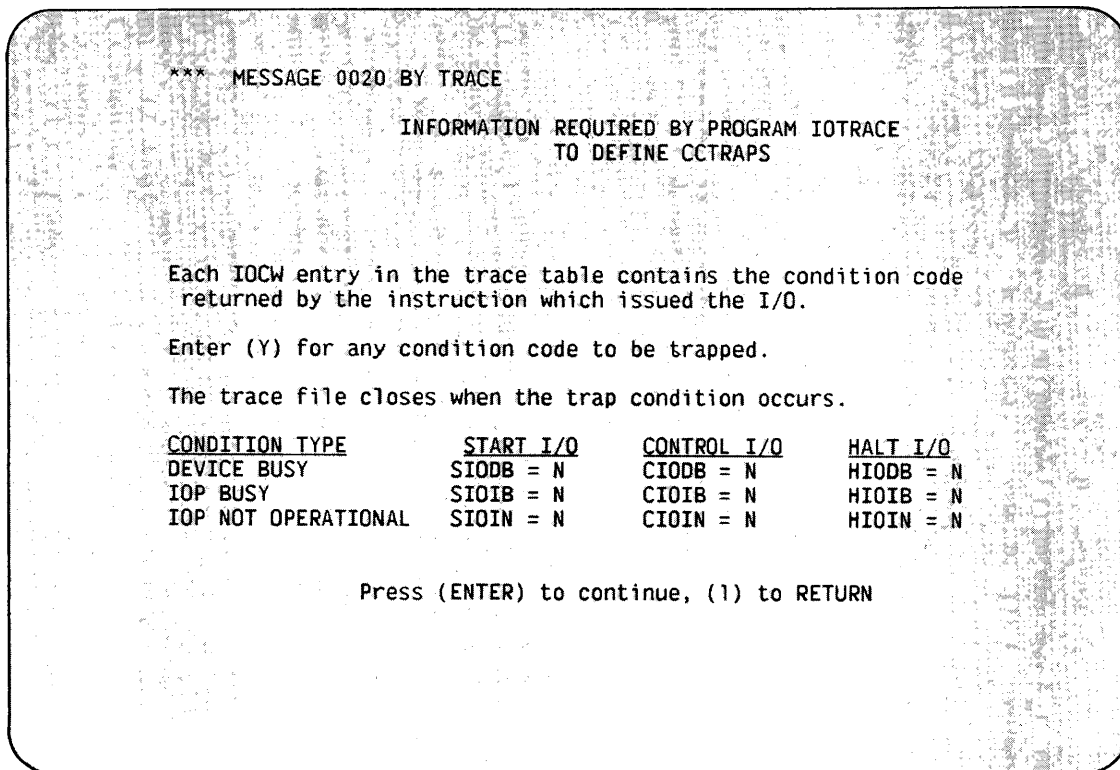 *** MESSAGE 0020 BY TRACE
INFORMATION REQUIRED BY PROGRAM IOTRACE
TO DEFINE CCTRAPS
Each IOCW entry in the trace table contains the condition code
returned by the instruction which issued the I/O.
Enter (Y) for any condition code to be trapped.
The trace file closes when the trap condition occurs.
CONDITION TYPE START I/O CONTROL I/O HALT I/O
DEVICE BUSY SIODB = N CIODB = N HIODB = N
IOP BUSY SIOIB = N CIOIB = N HIOIB = N
IOP NOT OPERATIONAL SIOIN = N CIOIN = N HIOIN = N
Press (ENTER) to continue, (1) to RETURN